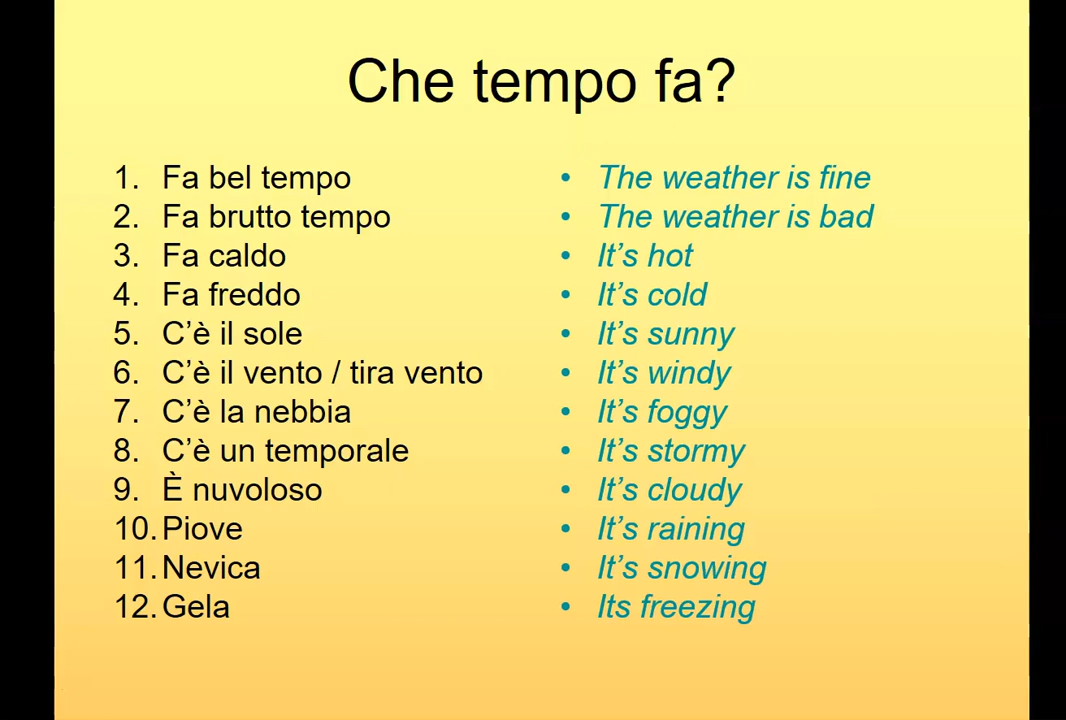 Che tempo fa?
1. Fa bel tempo
2. Fa brutto tempo
3. Fa caldo
4. Fa freddo
5. C’è il sole
6. C’è il vento / tira vento
7. C’è la nebbia
8. C’è un temporale
9. È nuvoloso
10. Piove
11. Nevica
12. Gela
• The weather is fine
• The weather is bad
• It’s hot
• It’s cold
• It’s sunny
• It’s windy
• It’s foggy
• It’s stormy
• It’s cloudy
• It’s raining
• It’s snowing
• Its freezing